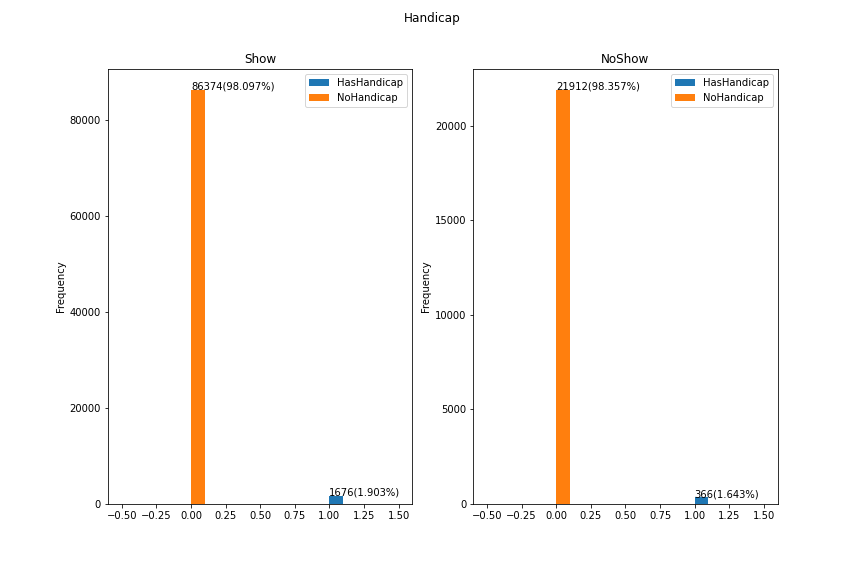 Handicap
Show
86374(98.097%)
1676(1.903%)
HasHandicap
NoHandicap
Frequency
80000
60000
40000
20000
0
−0.50 −0.25 0.00 0.25 0.50 0.75 1.00 1.25 1.50
NoShow
21912(98.357%)
366(1.643%)
HasHandicap
NoHandicap
Frequency
20000
15000
10000
5000
0
−0.50 −0.25 0.00 0.25 0.50 0.75 1.00 1.25 1.50